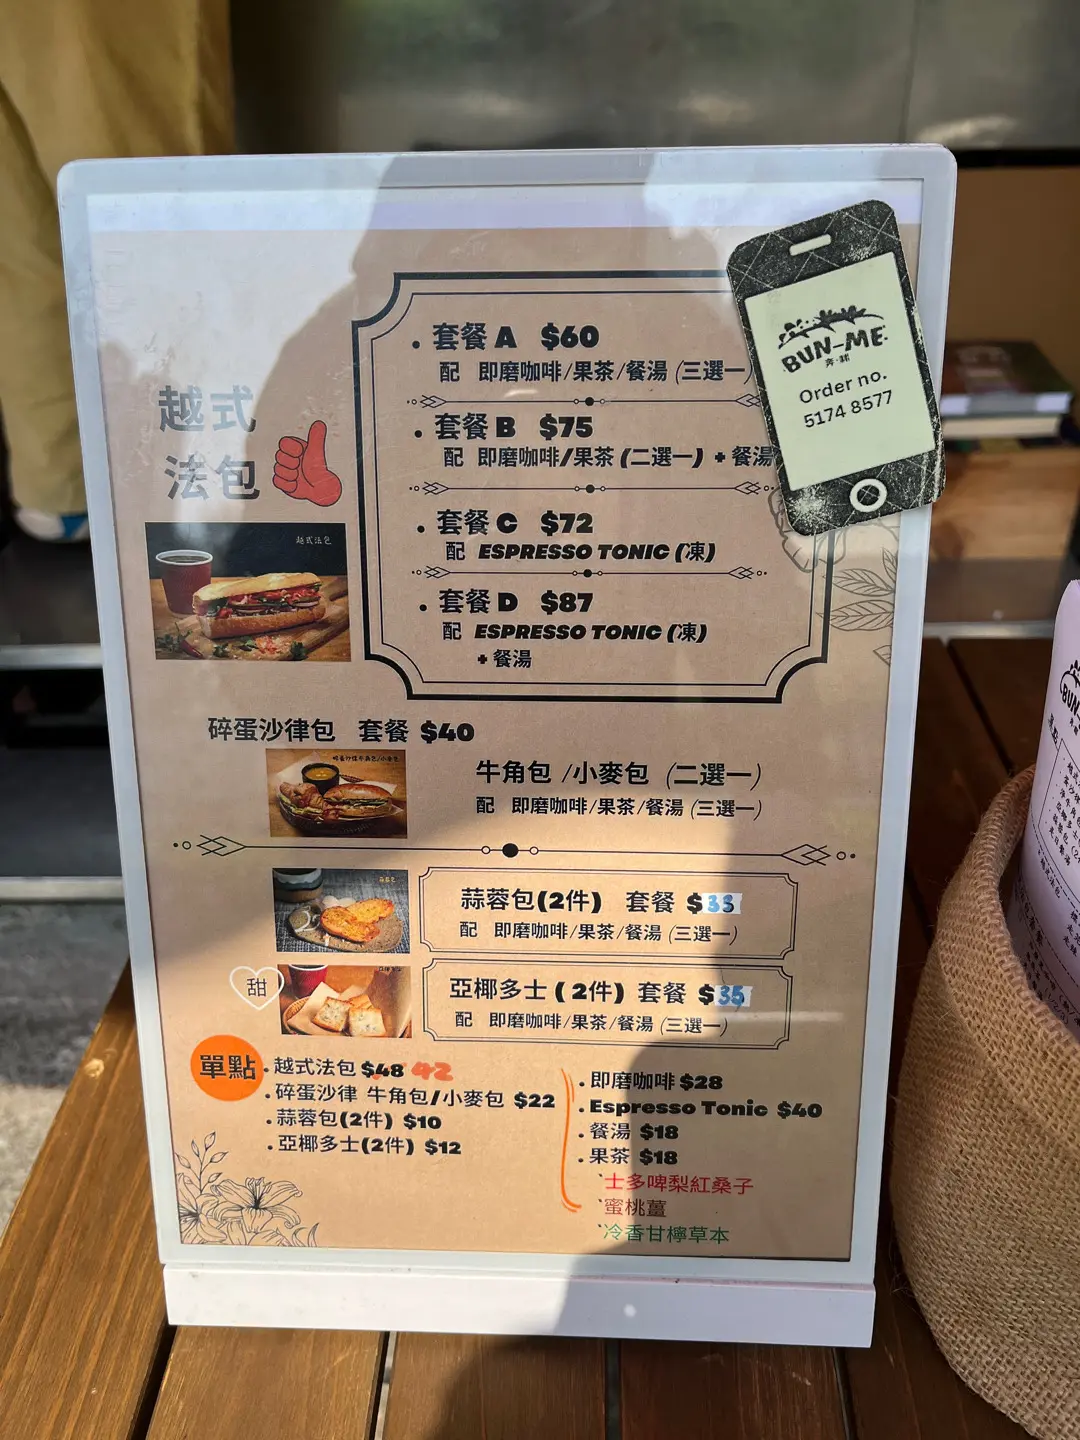 BUN-ME
奔·咪
Order no.
5174 8577
越式
法包
越式法包
• 套餐 A $60
配 即磨咖啡/果茶/餐湯 (三選一)
• 套餐 B $75
配 即磨咖啡/果茶 (二選一) + 餐湯
• 套餐 C $72
配 ESPRESSO TONIC (凍)
• 套餐 D $87
配 ESPRESSO TONIC (凍)
+ 餐湯
碎蛋沙律包 套餐 $40
牛角包 /小麥包 (二選一)
配 即磨咖啡/果茶/餐湯 (三選一)
蒜蓉包
蒜蓉包(2件) 套餐 $33
配 即磨咖啡/果茶/餐湯 (三選一)
甜
亞椰多士 ( 2件) 套餐 $35
配 即磨咖啡/果茶/餐湯 (三選一)
單點
• 越式法包 $48 42
• 碎蛋沙律 牛角包/小麥包 $22
• 蒜蓉包(2件) $10
• 亞椰多士(2件) $12
• 即磨咖啡 $28
• Espresso Tonic $40
• 餐湯 $18
• 果茶 $18
士多啤梨紅桑子
蜜桃薑
冷香甘檸草本